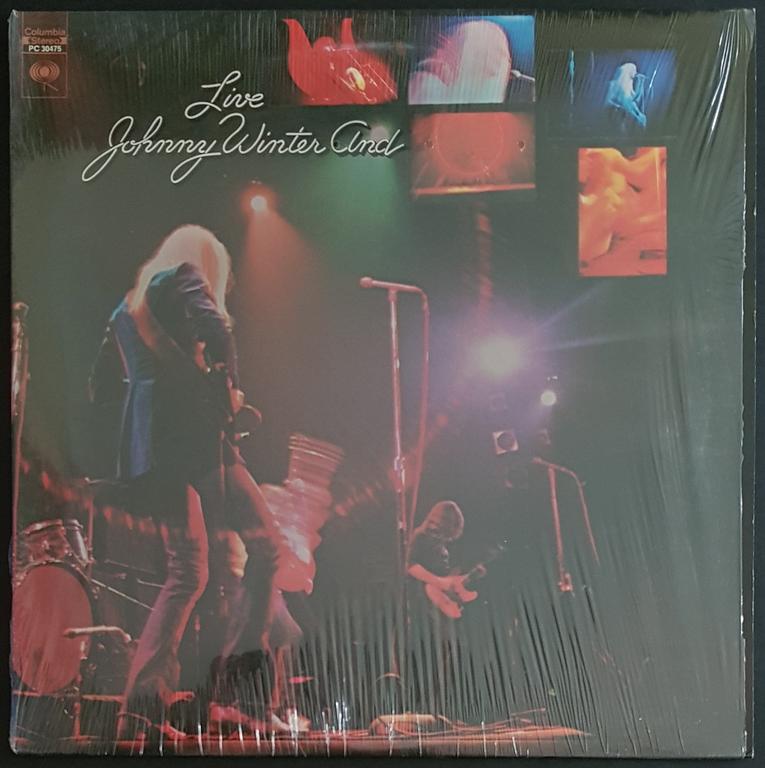 Columbia
Stereo
PC 30475
Live
Johnny Winter And